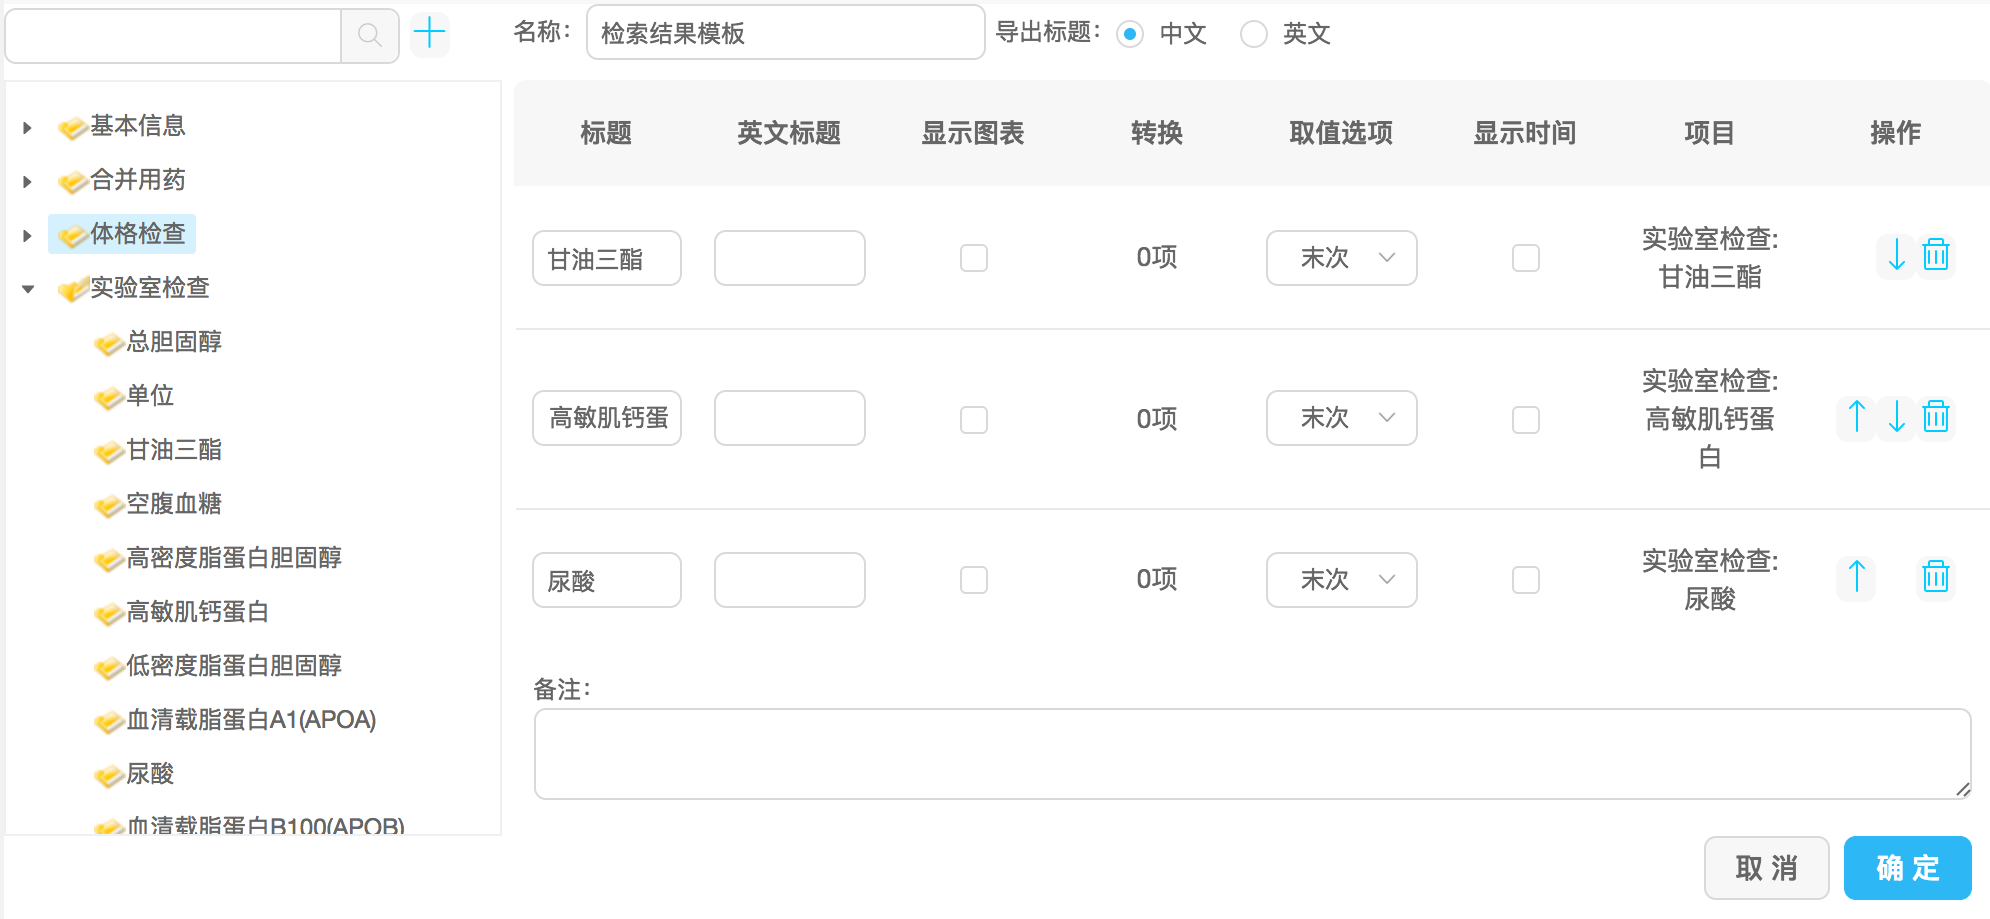 名称：
检索结果模板
导出标题：
中文
英文
基本信息
合并用药
体格检查
实验室检查
总胆固醇
单位
甘油三酯
空腹血糖
高密度脂蛋白胆固醇
高敏肌钙蛋白
低密度脂蛋白胆固醇
血清载脂蛋白A1(APOA)
尿酸
血清载脂蛋白B100(APOB)
标题 英文标题 显示图表 转换 取值选项 显示时间 项目 操作
甘油三酯
0项
末次
实验室检查:
甘油三酯
高敏肌钙蛋
0项
末次
实验室检查:
高敏肌钙蛋
白
尿酸
0项
末次
实验室检查:
尿酸
备注：
取 消
确 定